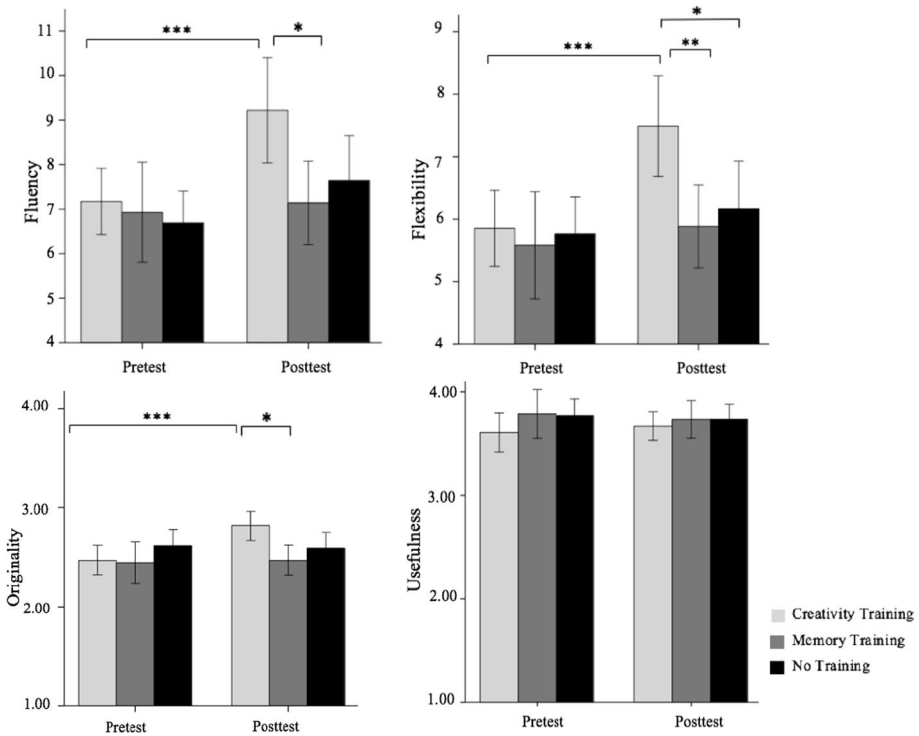 ***
*
11
10
9
8
7
6
5
4
Fluency
Pretest
Posttest
*
***
**
9
8
7
6
5
4
Flexibility
Pretest
Posttest
***
*
4.00
3.00
2.00
1.00
Originality
Pretest
Posttest
4.00
3.00
2.00
1.00
Usefulness
Pretest
Posttest
Creativity Training
Memory Training
No Training